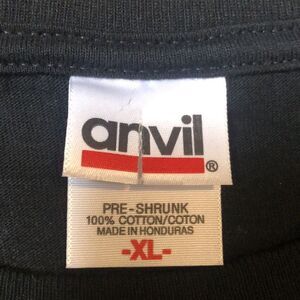 anvil®
PRE-SHRUNK
100% COTTON/COTON
MADE IN HONDURAS
-XL-